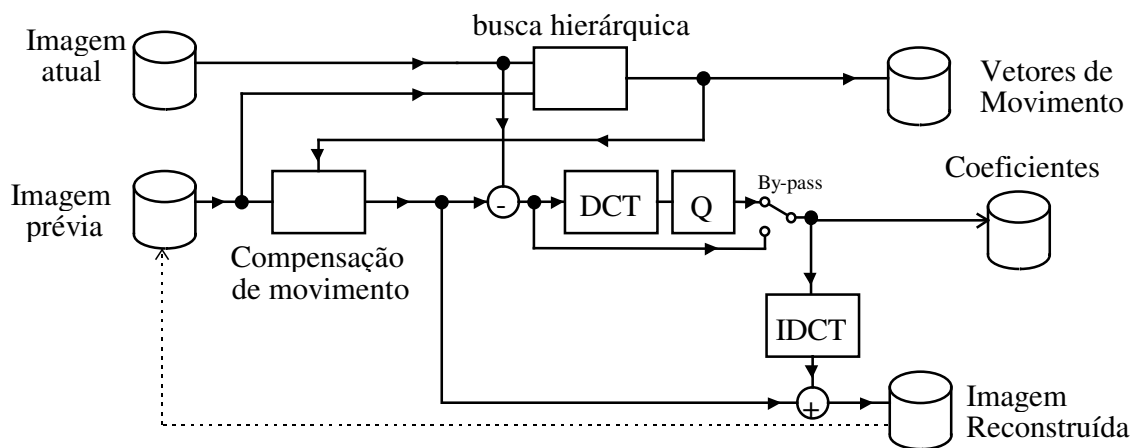 busca hierárquica
Imagem
atual
Vetores de
Movimento
Imagem
prévia
Compensação
de movimento
-
DCT
Q
By-pass
Coeficientes
IDCT
+
Imagem
Reconstruída